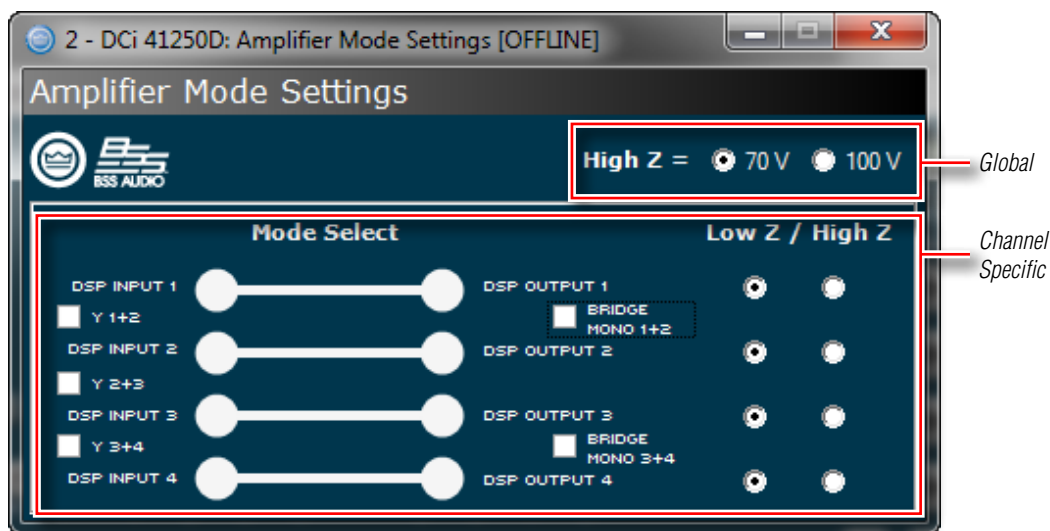 2 - DCi 41250D: Amplifier Mode Settings [OFFLINE]
X
Amplifier Mode Settings
BSS AUDIO
High Z = 70 V 100 V
Global
Mode Select Low Z / High Z
Channel
Specific
DSP INPUT 1 DSP OUTPUT 1
Y 1+2 BRIDGE
MONO 1+2
DSP INPUT 2 DSP OUTPUT 2
Y 2+3
DSP INPUT 3 DSP OUTPUT 3
Y 3+4 BRIDGE
MONO 3+4
DSP INPUT 4 DSP OUTPUT 4